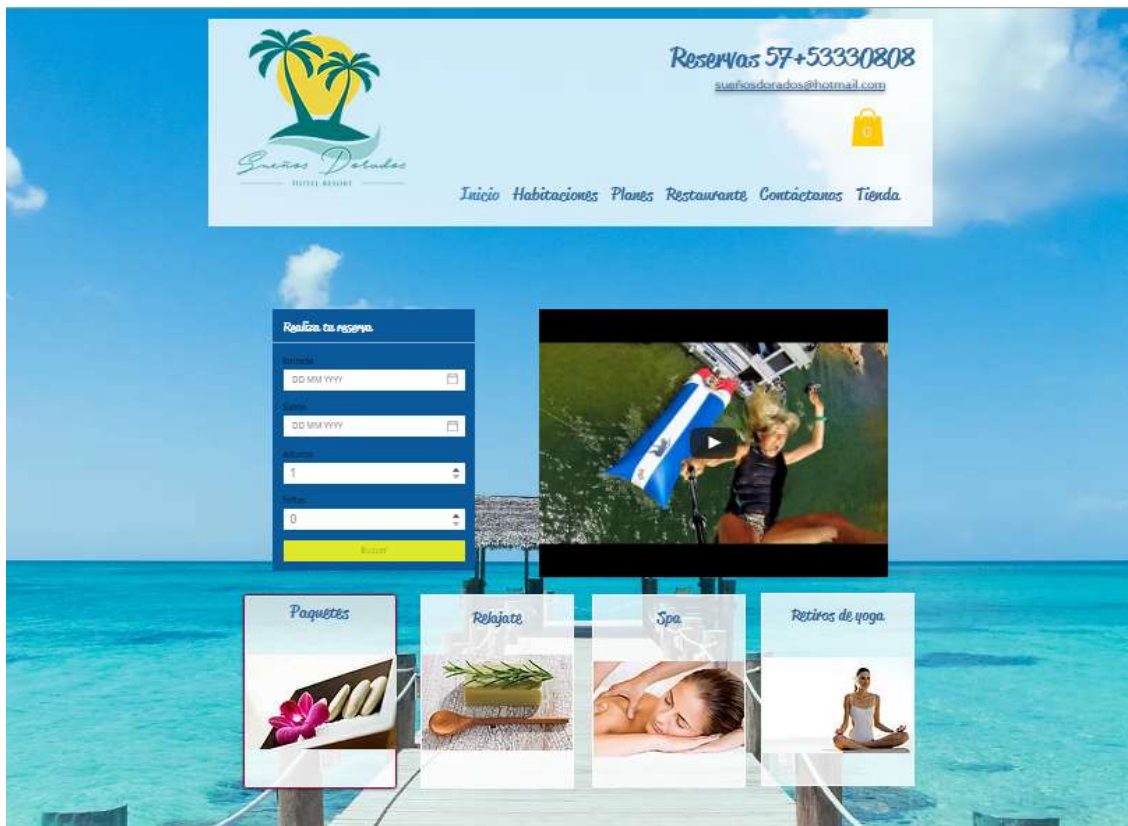 Reservas 57+53330808
sueñosdorados@hotmail.com
0
Sueños Dorados
HOTEL RESORT
Inicio Habitaciones Planes Restaurante Contáctanos Tienda
Realiza tu reserva
Entrada
DD MM YYYY
Salida
DD MM YYYY
Adultos
1
Niños
0
Buscar
Paquetes
Relajate
Spa
Retiros de yoga